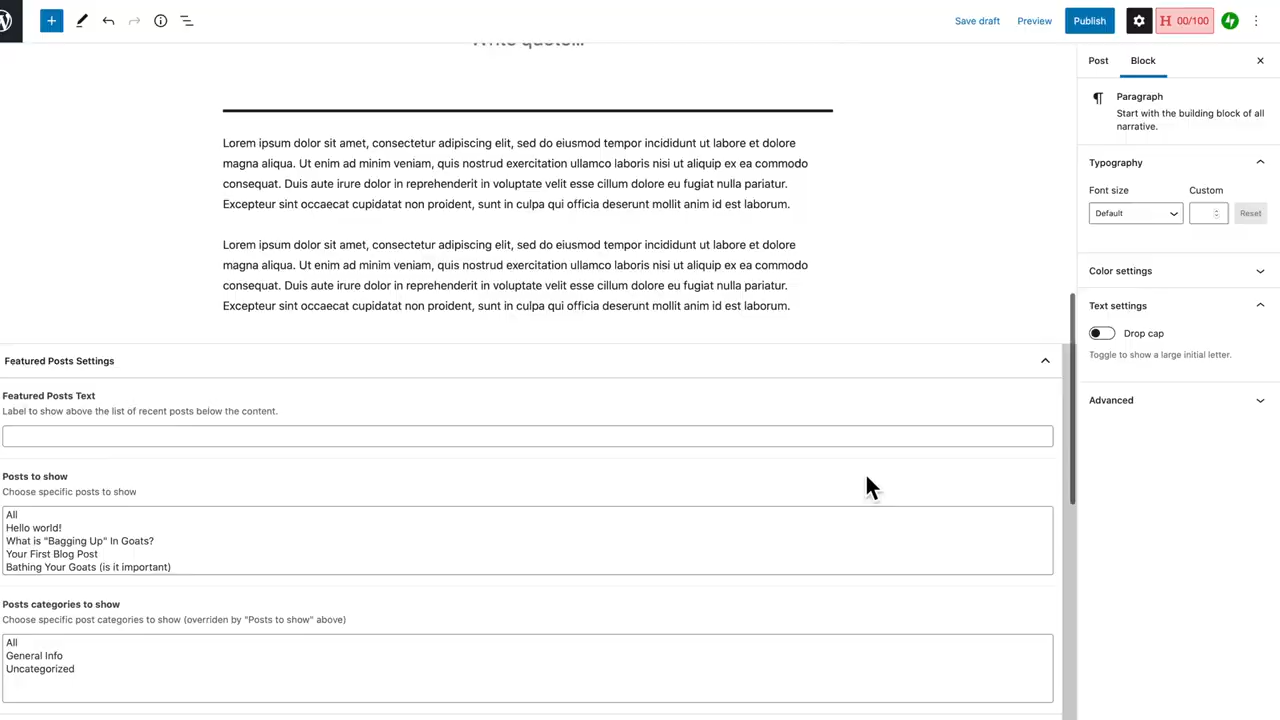 Save draft
Preview
Publish
H 00/100
Write quote...
Lorem ipsum dolor sit amet, consectetur adipiscing elit, sed do eiusmod tempor incididunt ut labore et dolore
magna aliqua. Ut enim ad minim veniam, quis nostrud exercitation ullamco laboris nisi ut aliquip ex ea commodo
consequat. Duis aute irure dolor in reprehenderit in voluptate velit esse cillum dolore eu fugiat nulla pariatur.
Excepteur sint occaecat cupidatat non proident, sunt in culpa qui officia deserunt mollit anim id est laborum.
Lorem ipsum dolor sit amet, consectetur adipiscing elit, sed do eiusmod tempor incididunt ut labore et dolore
magna aliqua. Ut enim ad minim veniam, quis nostrud exercitation ullamco laboris nisi ut aliquip ex ea commodo
consequat. Duis aute irure dolor in reprehenderit in voluptate velit esse cillum dolore eu fugiat nulla pariatur.
Excepteur sint occaecat cupidatat non proident, sunt in culpa qui officia deserunt mollit anim id est laborum.
Featured Posts Settings
Featured Posts Text
Label to show above the list of recent posts below the content.
Posts to show
Choose specific posts to show
All
Hello world!
What is "Bagging Up" In Goats?
Your First Blog Post
Bathing Your Goats (is it important)
Posts categories to show
Choose specific post categories to show (overriden by "Posts to show" above)
All
General Info
Uncategorized
Post
Block
Paragraph
Start with the building block of all
narrative.
Typography
Font size
Custom
Default
Reset
Color settings
Text settings
Drop cap
Toggle to show a large initial letter.
Advanced